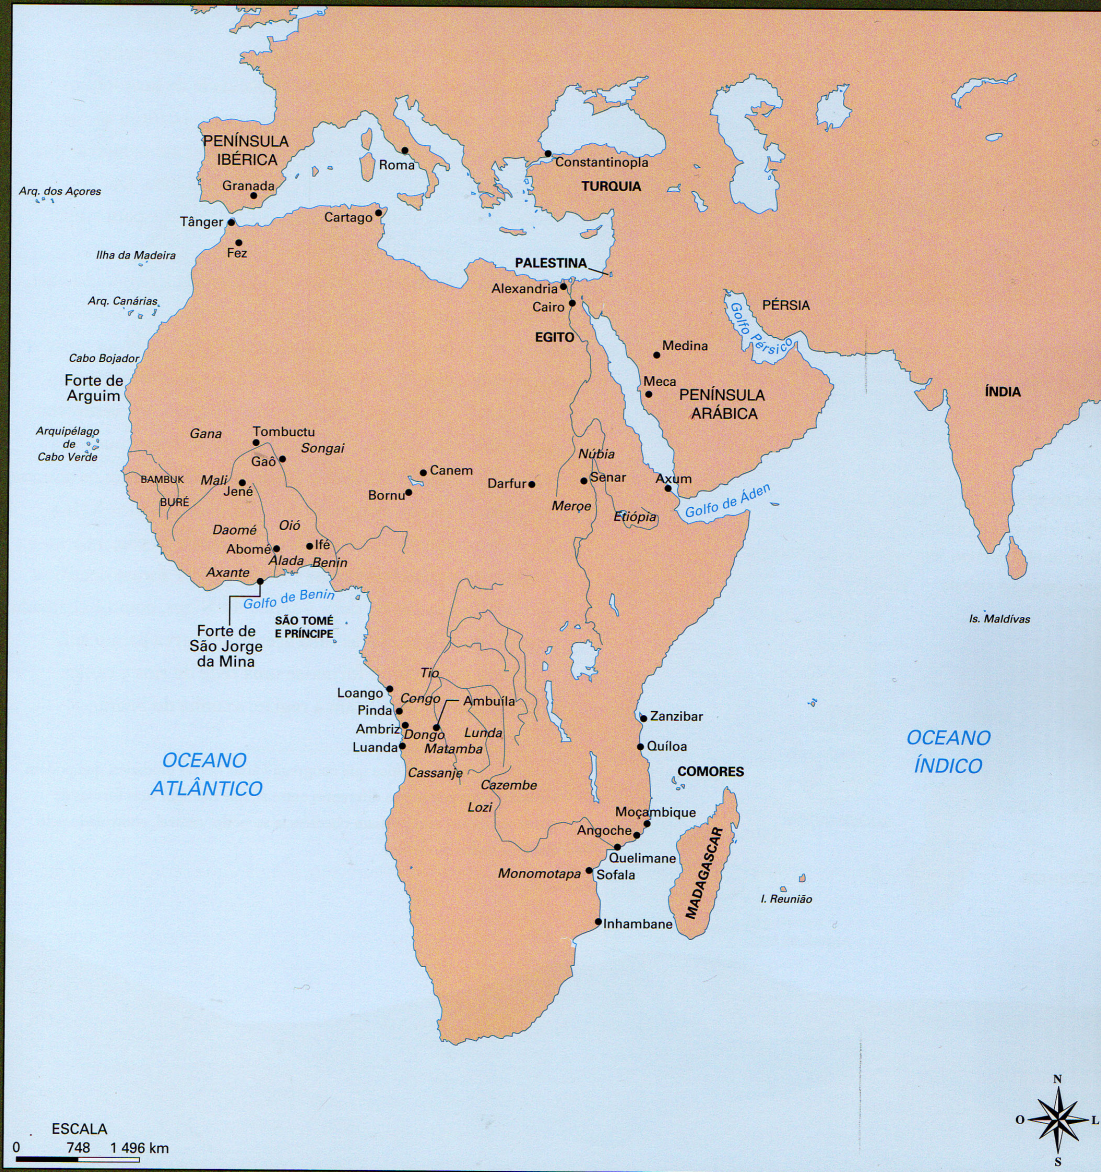 PENÍNSULA
IBÉRICA
Granada
Roma
Constantinopla
TURQUIA
Arq. dos Açores
Tânger
Cartago
Fez
Ilha da Madeira
PALESTINA
Alexandria
Cairo
Arq. Canárias
EGITO
PÉRSIA
Golfo Pérsico
Medina
Cabo Bojador
Forte de
Arguim
Meca
PENÍNSULA
ARÁBICA
ÍNDIA
Arquipélago
de
Cabo Verde
Gana
Tombuctu
Songai
Gaô
Núbia
BAMBUK
Mali
Jené
Canem
Bornu
Darfur
Senar
Axum
BURÉ
Meroe
Etiópia
Golfo de Áden
Daomé
Oió
Abomé
Ifé
Alada
Benin
Axante
Golfo de Benin
Forte de
São Jorge
da Mina
SÃO TOMÉ
E PRÍNCIPE
Is. Maldívas
Tio
Loango
Congo
Ambuíla
Pinda
Ambriz
Dongo
Lunda
Luanda
Matamba
Zanzibar
Quíloa
OCEANO
ATLÂNTICO
OCEANO
ÍNDICO
Cassanje
Cazembe
COMORES
Lozi
Moçambique
Angoche
Quelimane
Monomotapa
Sofala
MADAGASCAR
I. Reunião
Inhambane
N
O
L
S
ESCALA
0 748 1 496 km